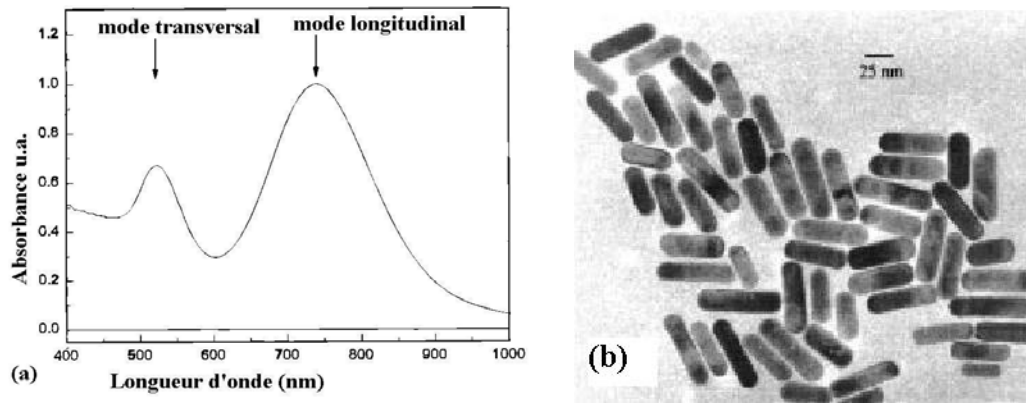 mode transversal
mode longitudinal
1.2
1.0
0.8
0.6
0.4
0.2
0.0
Absorbance u.a.
400
500
600
700
800
900
1000
Longueur d'onde (nm)
(a)
25 nm
(b)